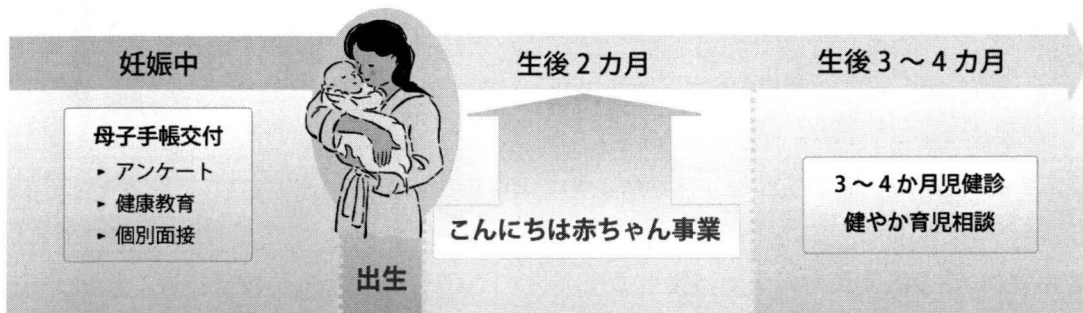 妊娠中
生後2カ月
生後3〜4カ月
母子手帳交付
▸ アンケート
▸ 健康教育
▸ 個別面接
こんにちは赤ちゃん事業
3〜4か月児健診
健やか育児相談
出生